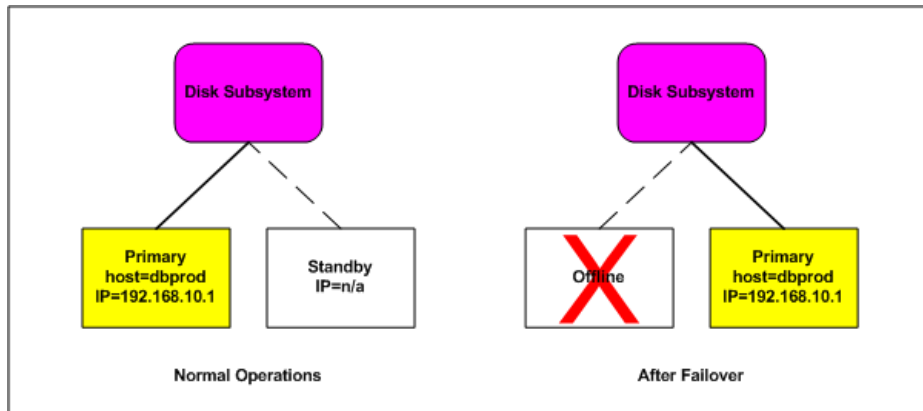 Disk Subsystem
Primary
host=dbprod
IP=192.168.10.1
Standby
IP=n/a
Normal Operations
Disk Subsystem
Offline
Primary
host=dbprod
IP=192.168.10.1
After Failover